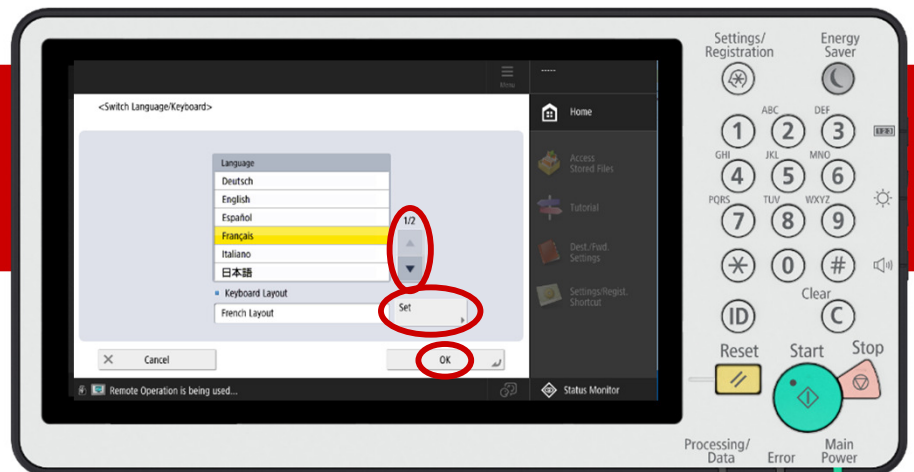 Menu
-----
<Switch Language/Keyboard>
Home
Language
Deutsch
English
Español
Français
Italiano
日本語
1/2
Keyboard Layout
French Layout
Set
Cancel
OK
Remote Operation is being used...
Access
Stored Files
Tutorial
Dest./Fwd.
Settings
Settings/Regist.
Shortcut
Status Monitor
Settings/
Registration
Energy
Saver
ABC DEF
1 2 3
GHI JKL MNO
4 5 6
PQRS TUV WXYZ
7 8 9
0 #
Clear
ID C
Reset Start Stop
Processing/
Data
Error
Main
Power